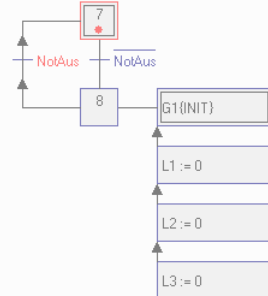 7
NotAus NotAus
8 G1{INIT}
L1 := 0
L2 := 0
L3 := 0